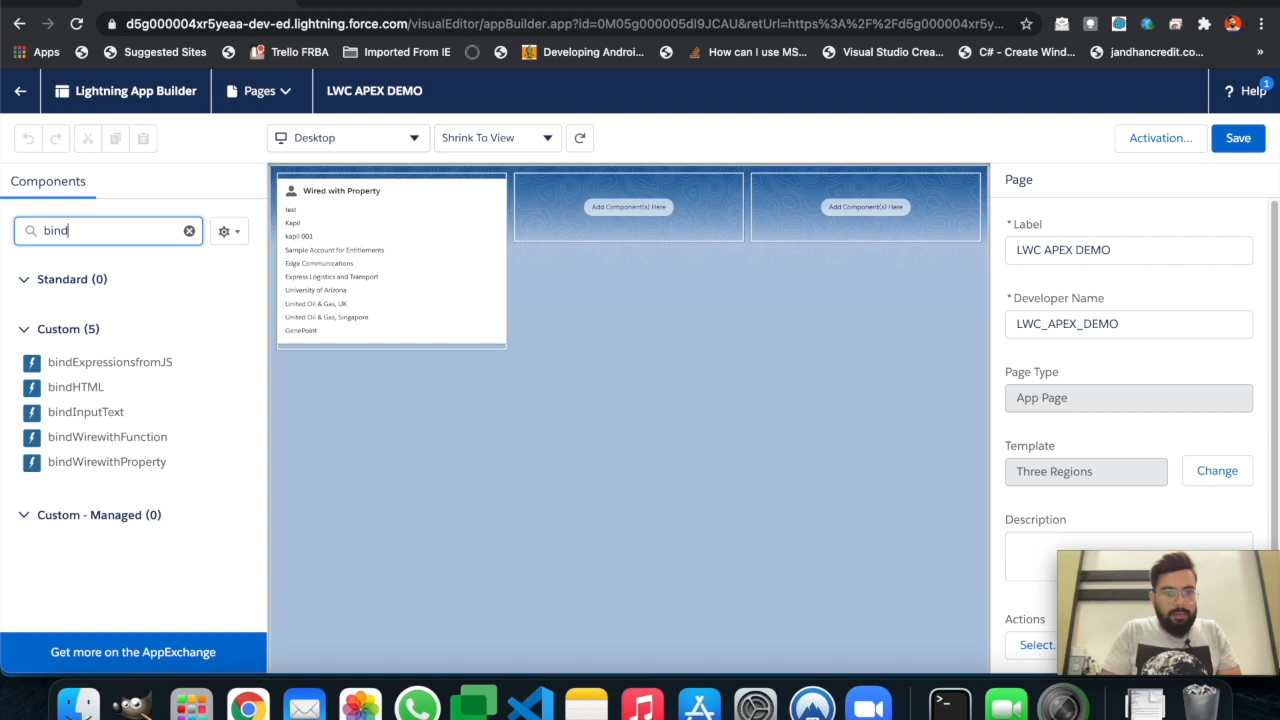 d5g000004xr5yeaa-dev-ed.lightning.force.com/visualEditor/appBuilder.app?id=0M05g000005dI9JCAU&retUrl=https%3A%2F%2Fd5g000004xr5y...
Apps
Suggested Sites
Trello FRBA
Imported From IE
Developing Androi...
How can I use MS...
Visual Studio Crea...
C# - Create Wind...
jandhancredit.co...
»
Lightning App Builder
Pages
LWC APEX DEMO
? Help
1
Desktop
Shrink To View
Activation...
Save
Components
bind
Standard (0)
Custom (5)
bindExpressionsfromJS
bindHTML
bindInputText
bindWirewithFunction
bindWirewithProperty
Custom - Managed (0)
Get more on the AppExchange
Wired with Property
test
Kapil
kapil 001
Sample Account for Entitlements
Edge Communications
Express Logistics and Transport
University of Arizona
United Oil & Gas, UK
United Oil & Gas, Singapore
GenePoint
Add Component(s) Here
Add Component(s) Here
Page
* Label
LWC APEX DEMO
* Developer Name
LWC_APEX_DEMO
Page Type
App Page
Template
Three Regions
Change
Description
Actions
Select...